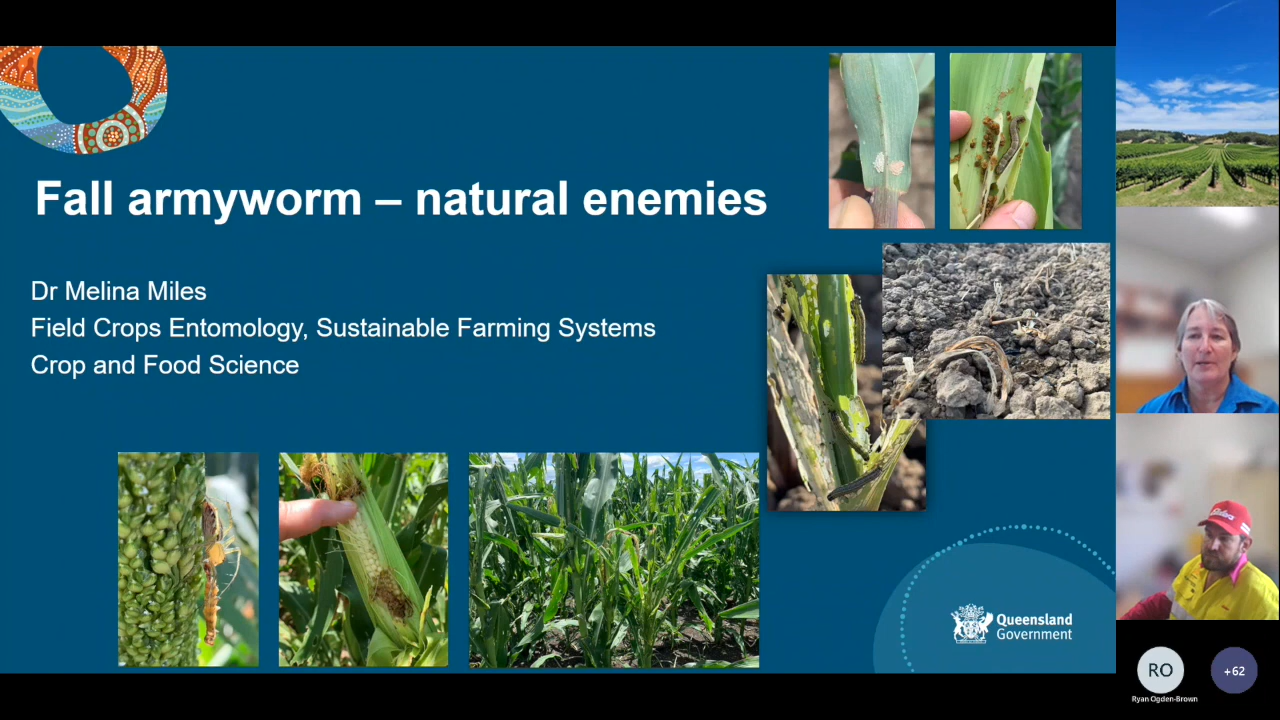 Fall armyworm – natural enemies
Dr Melina Miles
Field Crops Entomology, Sustainable Farming Systems
Crop and Food Science
Queensland
Government
RO
+62
Ryan Ogden-Brown